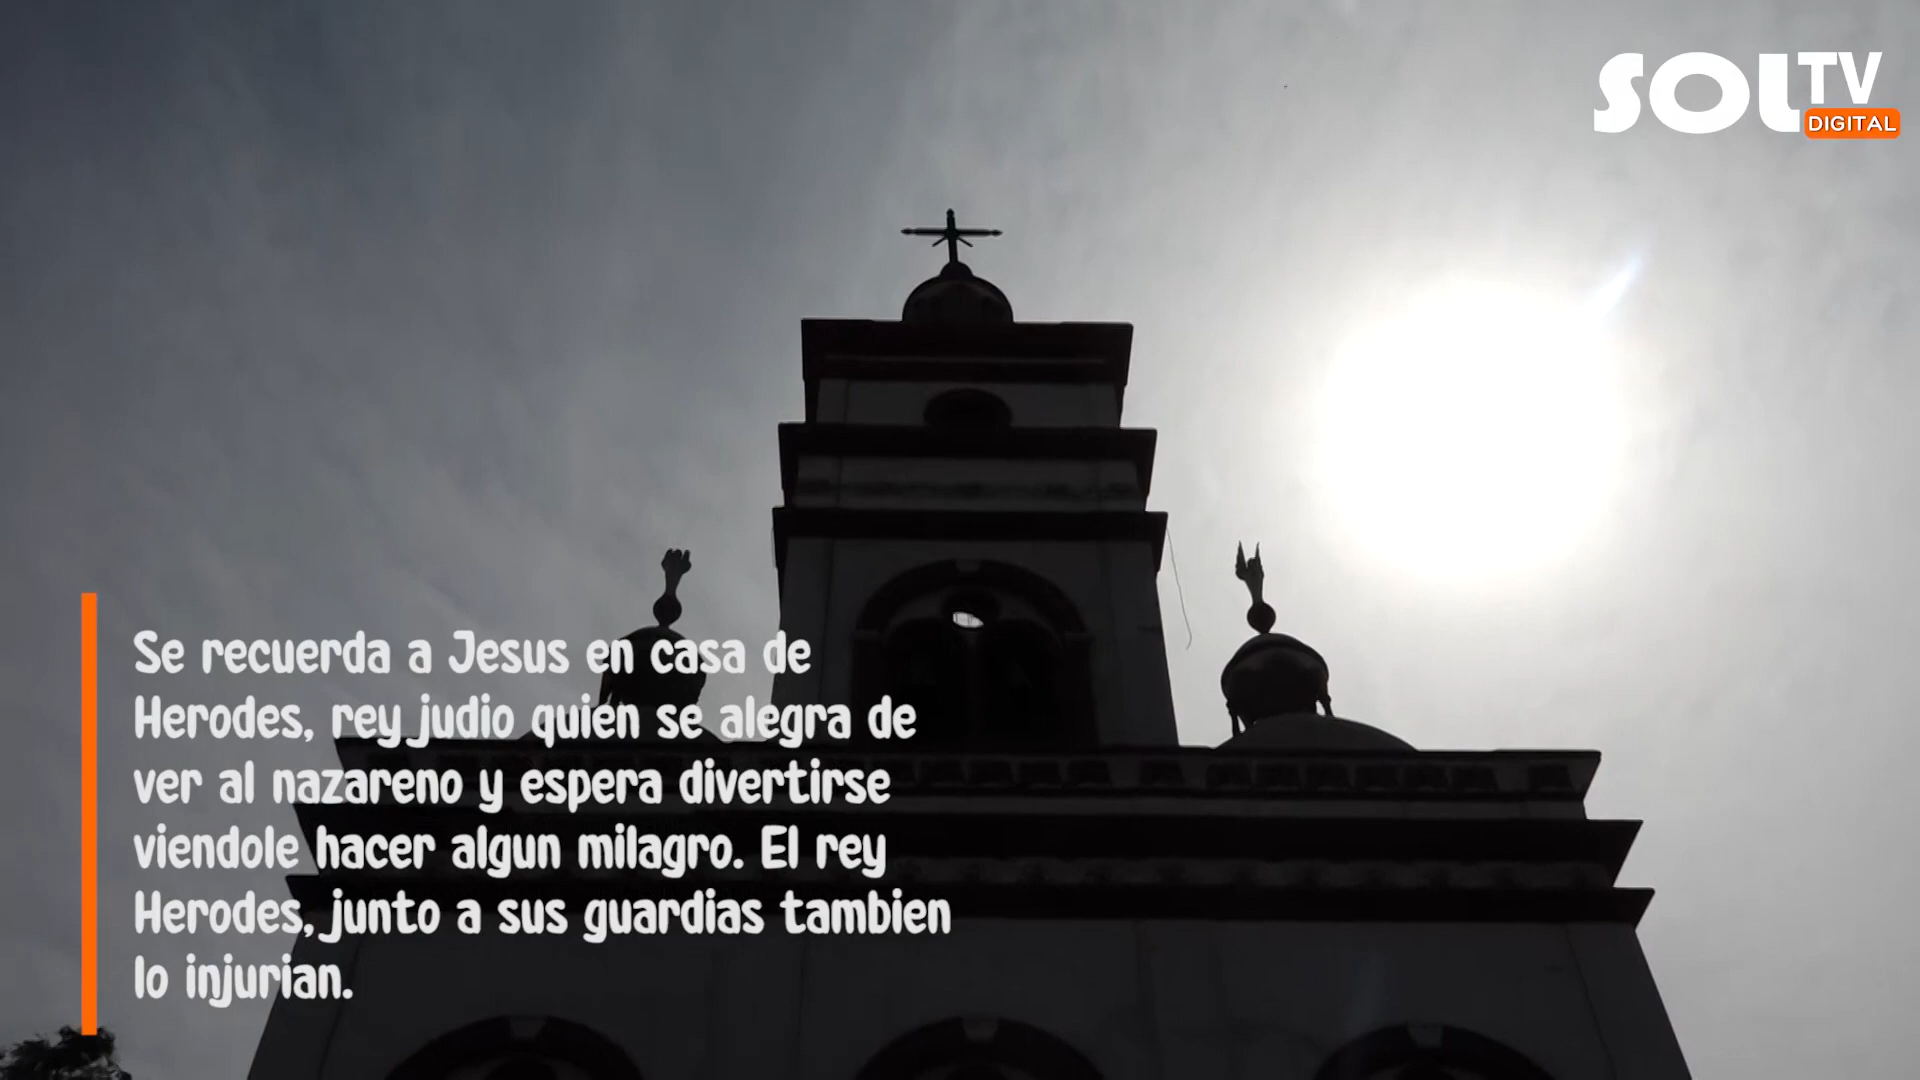 SOL TV
DIGITAL
Se recuerda a Jesus en casa de
Herodes, rey judio quien se alegra de
ver al nazareno y espera divertirse
viendole hacer algun milagro. El rey
Herodes, junto a sus guardias tambien
lo injurian.